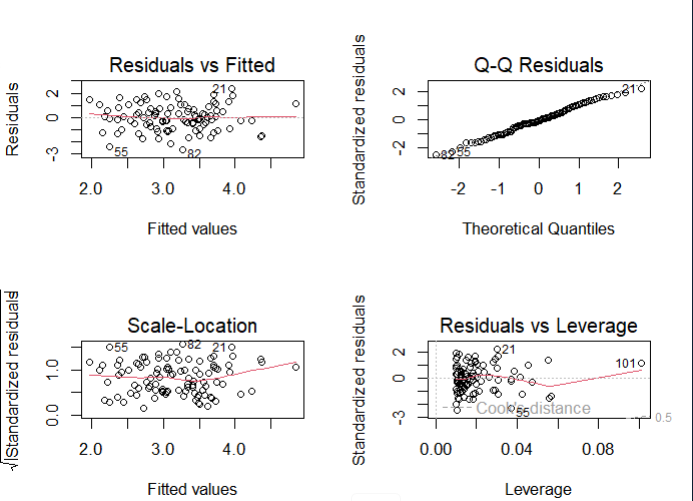 Residuals vs Fitted
Residuals
2
0
-3
21
55
82
2.0 3.0 4.0
Fitted values
Q-Q Residuals
Standardized residuals
2
0
-2
21
82
55
-2 -1 0 1 2
Theoretical Quantiles
Scale-Location
√|Standardized residuals|
1.0
0.0
55
82
21
2.0 3.0 4.0
Fitted values
Residuals vs Leverage
Standardized residuals
2
0
-3
21
101
Cook's distance
55
0.5
0.00 0.04 0.08
Leverage